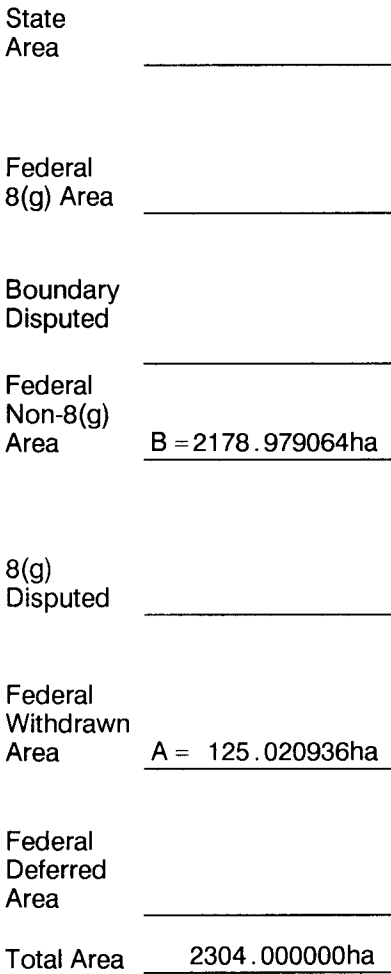 State
Area
Federal
8(g) Area
Boundary
Disputed
Federal
Non-8(g)
Area B = 2178.979064ha
8(g)
Disputed
Federal
Withdrawn
Area A = 125.020936ha
Federal
Deferred
Area
Total Area 2304.000000ha